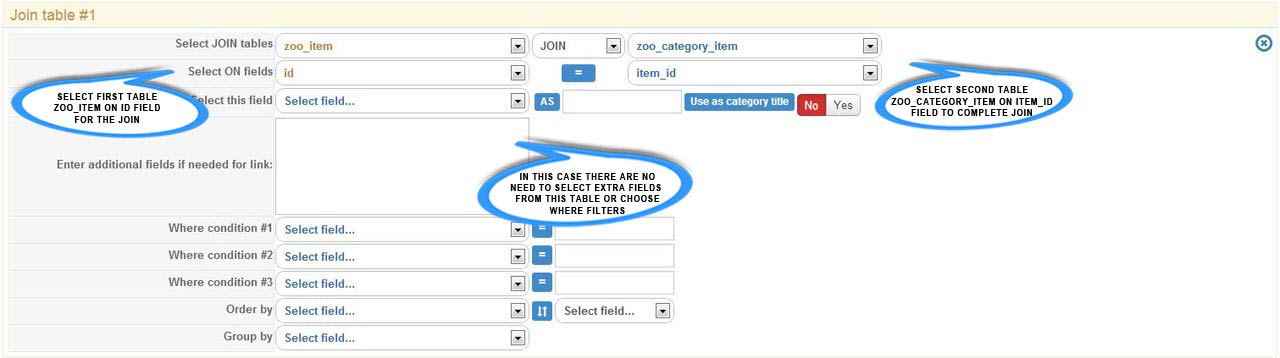 Join table #1
Select JOIN tables zoo_item JOIN zoo_category_item
Select ON fields id = item_id
SELECT FIRST TABLE
ZOO_ITEM ON ID FIELD
FOR THE JOIN
elect this field Select field... AS Use as category title No Yes
SELECT SECOND TABLE
ZOO_CATEGORY_ITEM ON ITEM_ID
FIELD TO COMPLETE JOIN
Enter additional fields if needed for link:
IN THIS CASE THERE ARE NO
NEED TO SELECT EXTRA FIELDS
FROM THIS TABLE OR CHOOSE
WHERE FILTERS
Where condition #1 Select field... =
Where condition #2 Select field... =
Where condition #3 Select field... =
Order by Select field... Select field...
Group by Select field...